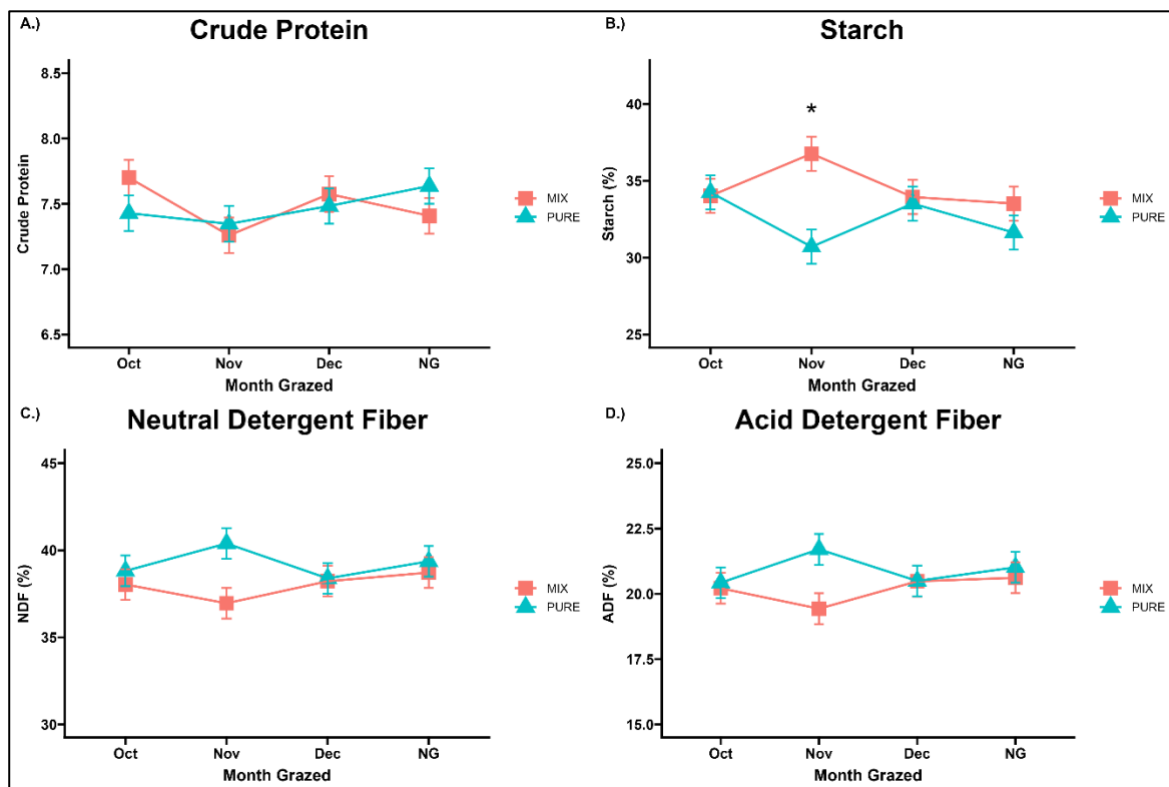 A.)
Crude Protein
Crude Protein
8.5
8.0
7.5
7.0
6.5
Oct Nov Dec NG
Month Grazed
MIX
PURE
B.)
Starch
*
Starch (%)
40
35
30
25
Oct Nov Dec NG
Month Grazed
MIX
PURE
C.)
Neutral Detergent Fiber
NDF (%)
45
40
35
30
Oct Nov Dec NG
Month Grazed
MIX
PURE
D.)
Acid Detergent Fiber
ADF (%)
25.0
22.5
20.0
17.5
15.0
Oct Nov Dec NG
Month Grazed
MIX
PURE